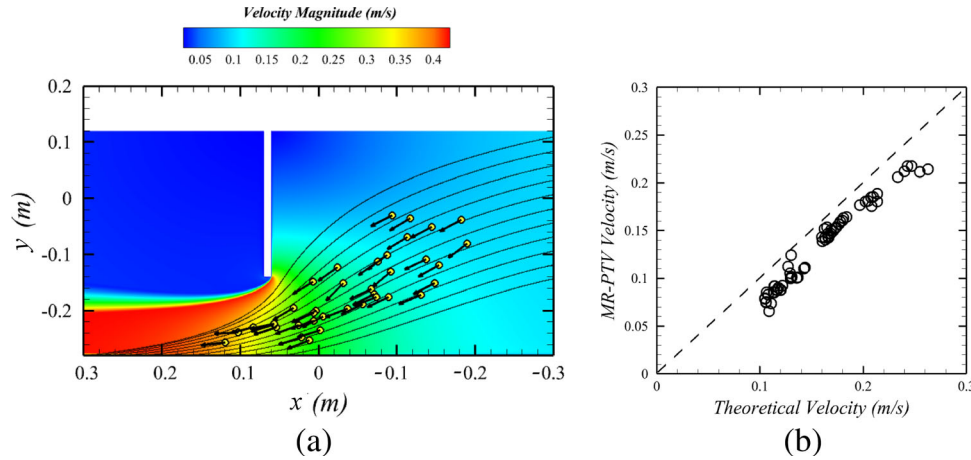 Velocity Magnitude (m/s)
0.05 0.1 0.15 0.2 0.25 0.3 0.35 0.4
0.2
0.1
0
-0.1
-0.2
y (m)
0.3 0.2 0.1 0 -0.1 -0.2 -0.3
x (m)
(a)
0.3
0.25
0.2
0.15
0.1
0.05
0
MR-PTV Velocity (m/s)
0 0.1 0.2 0.3
Theoretical Velocity (m/s)
(b)